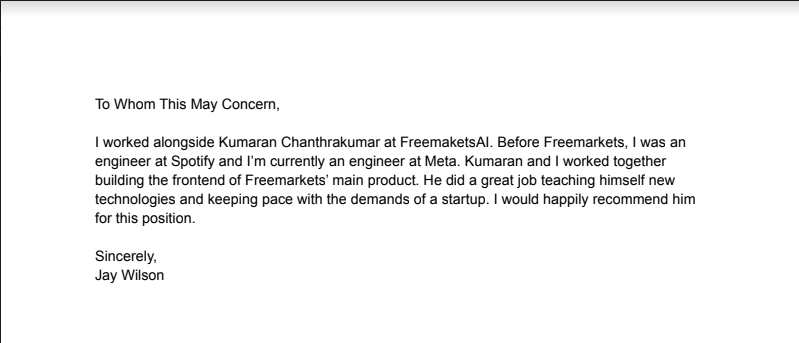 To Whom This May Concern,
I worked alongside Kumaran Chanthrakumar at FreemaketsAI. Before Freemarkets, I was an
engineer at Spotify and I’m currently an engineer at Meta. Kumaran and I worked together
building the frontend of Freemarkets’ main product. He did a great job teaching himself new
technologies and keeping pace with the demands of a startup. I would happily recommend him
for this position.
Sincerely,
Jay Wilson